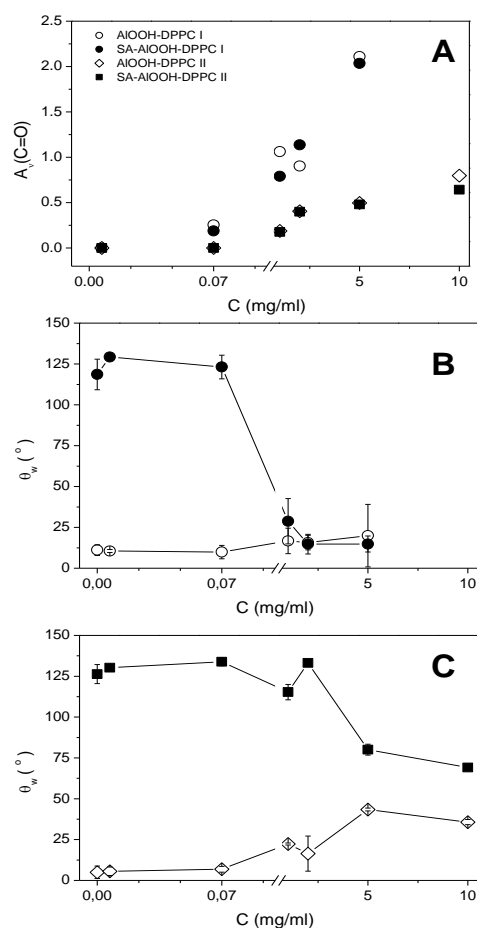 A
AlOOH-DPPC I
SA-AlOOH-DPPC I
AlOOH-DPPC II
SA-AlOOH-DPPC II
Aν(C=O)
2.5
2.0
1.5
1.0
0.5
0.0
0.00 0.07 5 10
C (mg/ml)
B
θw ( ° )
150
125
100
75
50
25
0
0,00 0,07 5 10
C (mg/ml)
C
θw ( ° )
150
125
100
75
50
25
0
0,00 0,07 5 10
C (mg/ml)